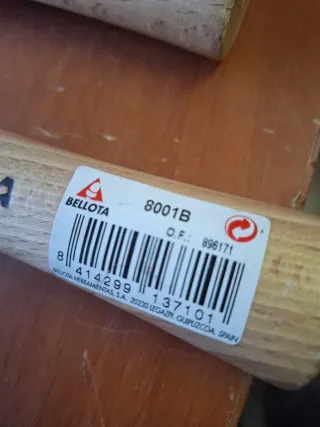 BELLOTA
8001B
O.F.: 896171
8 414299 137101
BELLOTA HERRAMIENTAS, S.A. 20230 LEGAZPI, GUIPUZCOA, SPAIN